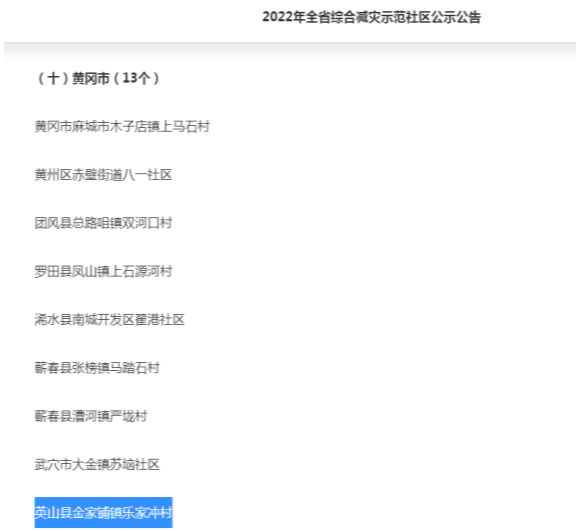 2022年全省综合减灾示范社区公示公告
（十）黄冈市（13个）
黄冈市麻城市木子店镇上马石村
黄州区赤壁街道八一社区
团风县总路咀镇双河口村
罗田县凤山镇上石源河村
浠水县南城开发区翟港社区
蕲春县张榜镇马踏石村
蕲春县漕河镇严垅村
武穴市大金镇苏垴社区
英山县金家铺镇乐家冲村